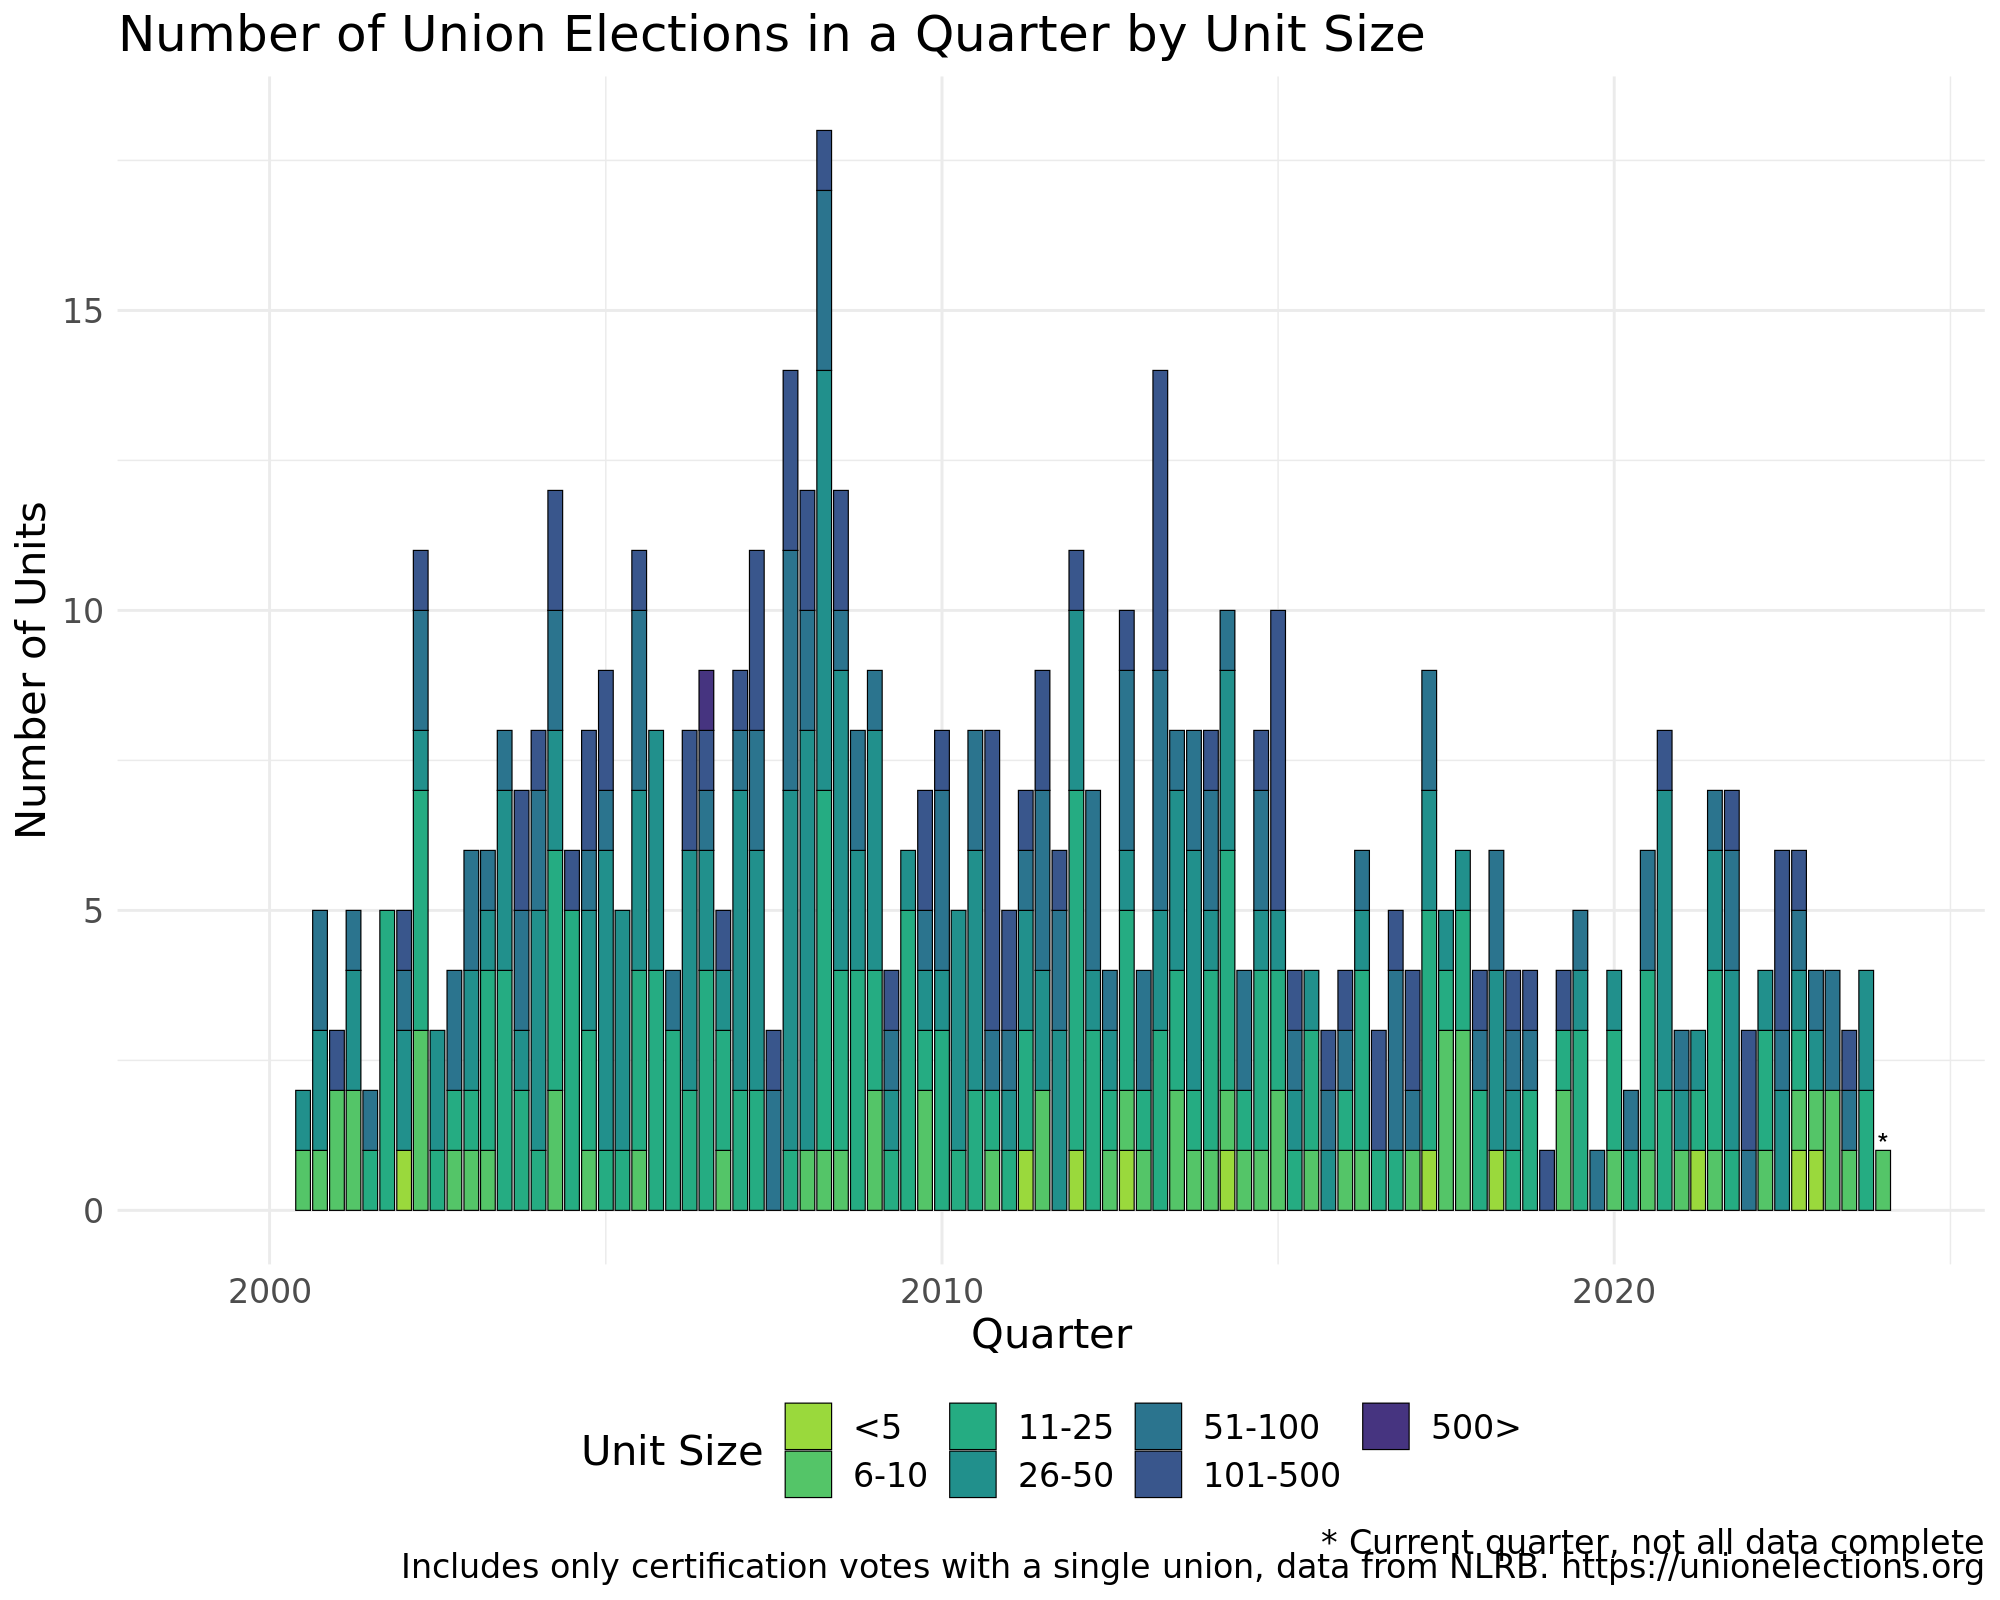 Number of Union Elections in a Quarter by Unit Size
Number of Units
15
10
5
0
*
2000 2010 2020
Quarter
Unit Size
<5 11-25 51-100 500>
6-10 26-50 101-500
* Current quarter, not all data complete
Includes only certification votes with a single union, data from NLRB. https://unionelections.org